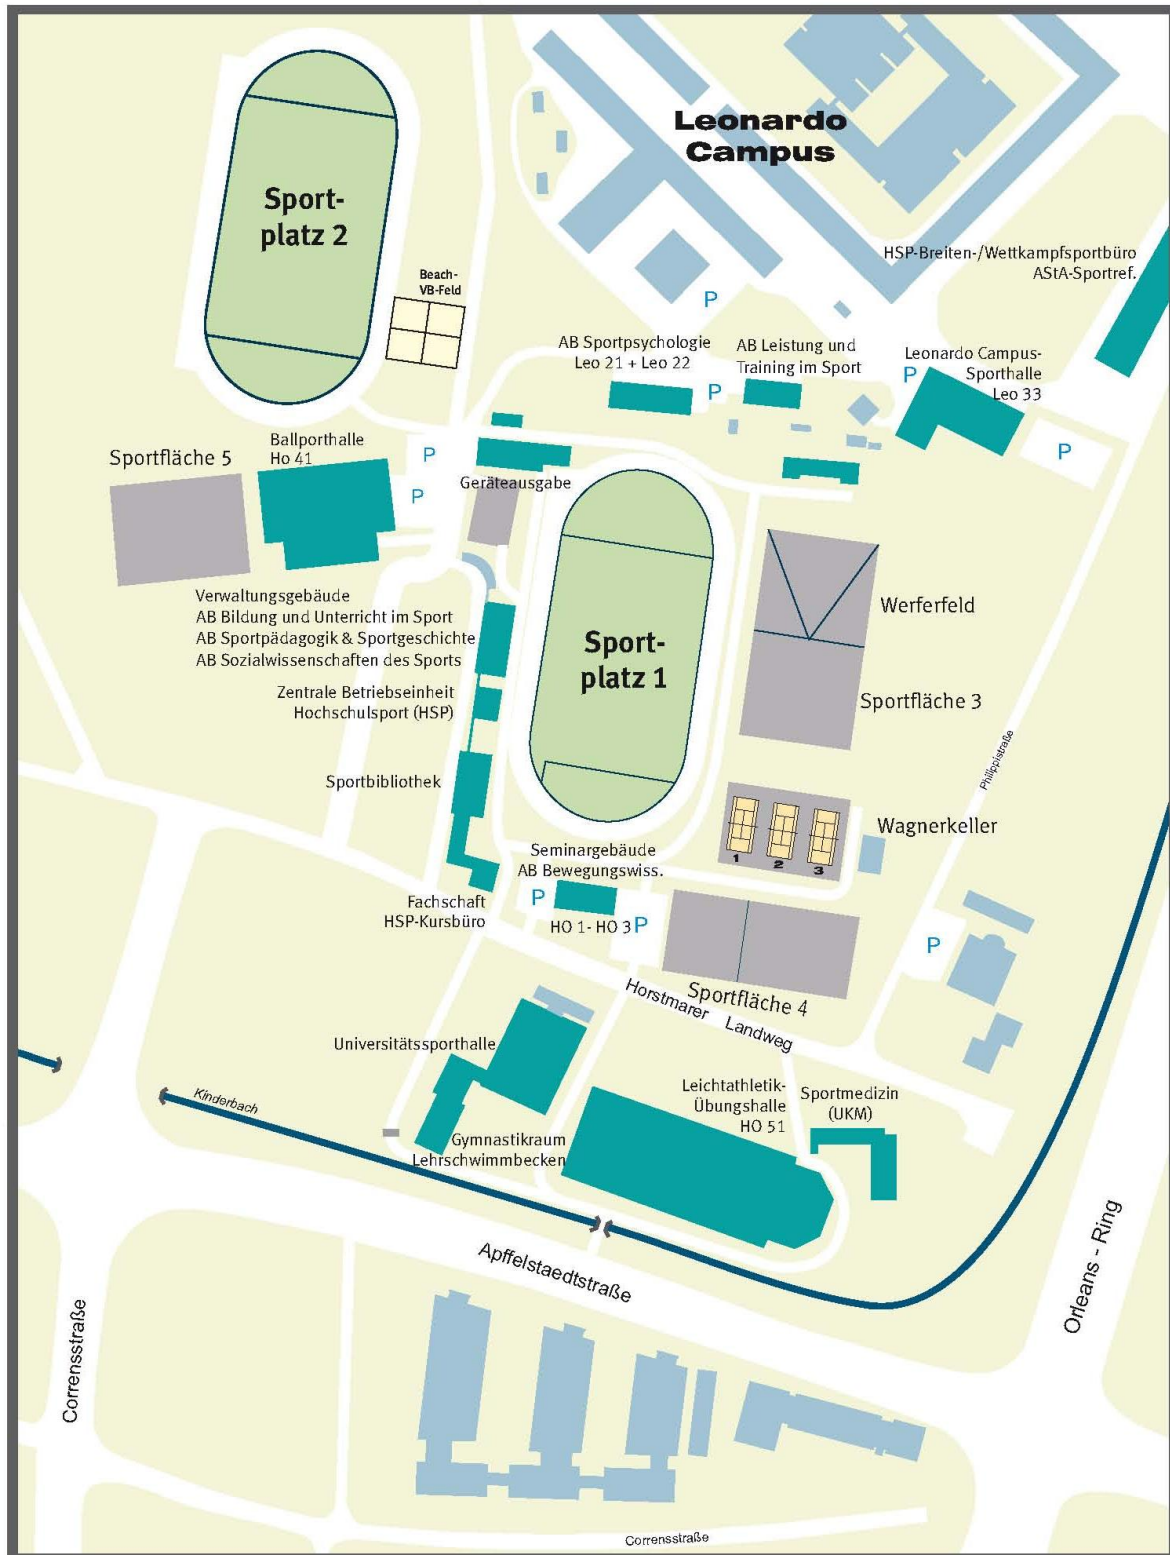 Leonardo
Campus
Sport-
platz 2
Beach-
VB-Feld
HSP-Breiten-/Wettkampfsportbüro
AStA-Sportref.
P
AB Sportpsychologie
Leo 21 + Leo 22
AB Leistung und
Training im Sport
Leonardo Campus-
Sporthalle
Leo 33
P
P
P
Sportfläche 5
Ballporthalle
Ho 41
P
P
Geräteausgabe
Verwaltungsgebäude
AB Bildung und Unterricht im Sport
AB Sportpädagogik & Sportgeschichte
AB Sozialwissenschaften des Sports
Zentrale Betriebseinheit
Hochschulsport (HSP)
Sportbibliothek
Sport-
platz 1
Werferfeld
Sportfläche 3
Philippistraße
1
2
3
Wagnerkeller
Seminargebäude
AB Bewegungswiss.
P
HO 1- HO 3
P
Fachschaft
HSP-Kursbüro
P
Sportfläche 4
Horstmarer Landweg
Universitätssporthalle
Leichtathletik-
Übungshalle
HO 51
Sportmedizin
(UKM)
Kinderbach
Gymnastikraum
Lehrschwimmbecken
Apffelstaedtstraße
Orleans - Ring
Corrensstraße
Corrensstraße